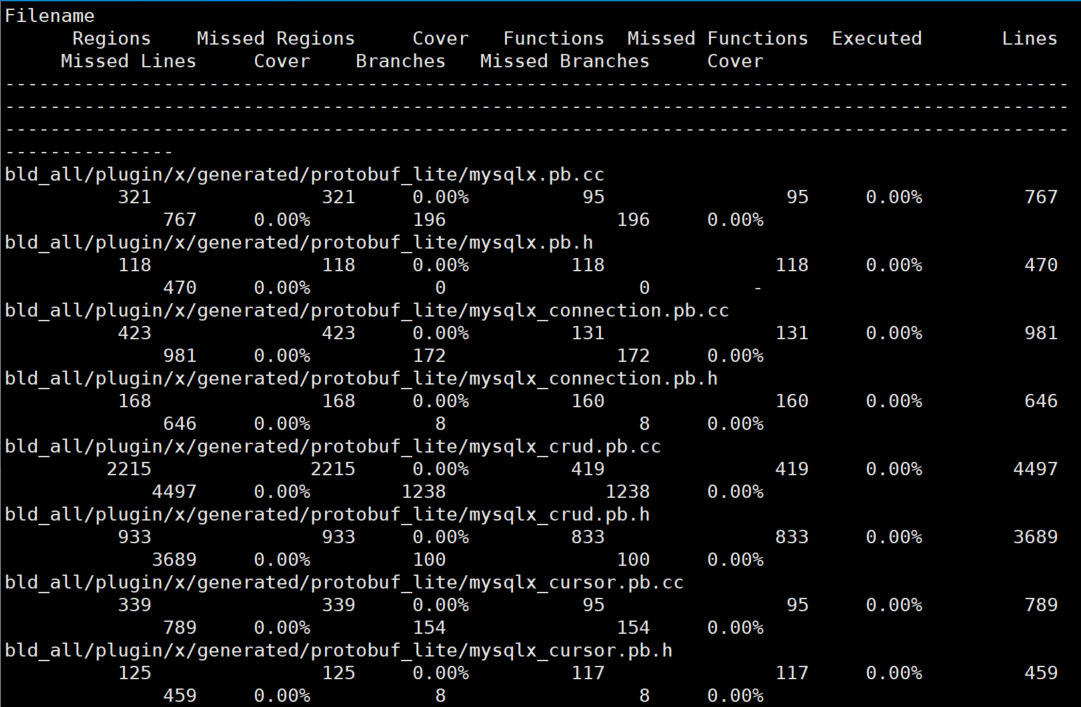 Filename
Regions Missed Regions Cover Functions Missed Functions Executed Lines
Missed Lines Cover Branches Missed Branches Cover
----------------------------------------------------------------------------------------------
----------------------------------------------------------------------------------------------
----------------------------------------------------------------------------------------------
---------------
bld_all/plugin/x/generated/protobuf_lite/mysqlx.pb.cc
321 321 0.00% 95 95 0.00% 767
767 0.00% 196 196 0.00%
bld_all/plugin/x/generated/protobuf_lite/mysqlx.pb.h
118 118 0.00% 118 118 0.00% 470
470 0.00% 0 0 -
bld_all/plugin/x/generated/protobuf_lite/mysqlx_connection.pb.cc
423 423 0.00% 131 131 0.00% 981
981 0.00% 172 172 0.00%
bld_all/plugin/x/generated/protobuf_lite/mysqlx_connection.pb.h
168 168 0.00% 160 160 0.00% 646
646 0.00% 8 8 0.00%
bld_all/plugin/x/generated/protobuf_lite/mysqlx_crud.pb.cc
2215 2215 0.00% 419 419 0.00% 4497
4497 0.00% 1238 1238 0.00%
bld_all/plugin/x/generated/protobuf_lite/mysqlx_crud.pb.h
933 933 0.00% 833 833 0.00% 3689
3689 0.00% 100 100 0.00%
bld_all/plugin/x/generated/protobuf_lite/mysqlx_cursor.pb.cc
339 339 0.00% 95 95 0.00% 789
789 0.00% 154 154 0.00%
bld_all/plugin/x/generated/protobuf_lite/mysqlx_cursor.pb.h
125 125 0.00% 117 117 0.00% 459
459 0.00% 8 8 0.00%